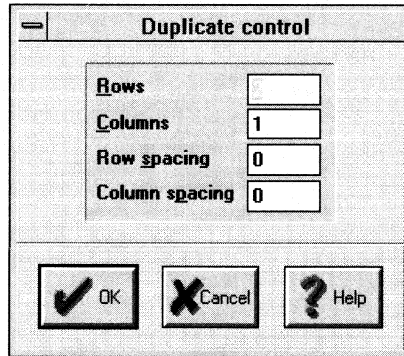 Duplicate control
Rows
Columns 1
Row spacing 0
Column spacing 0
OK Cancel Help